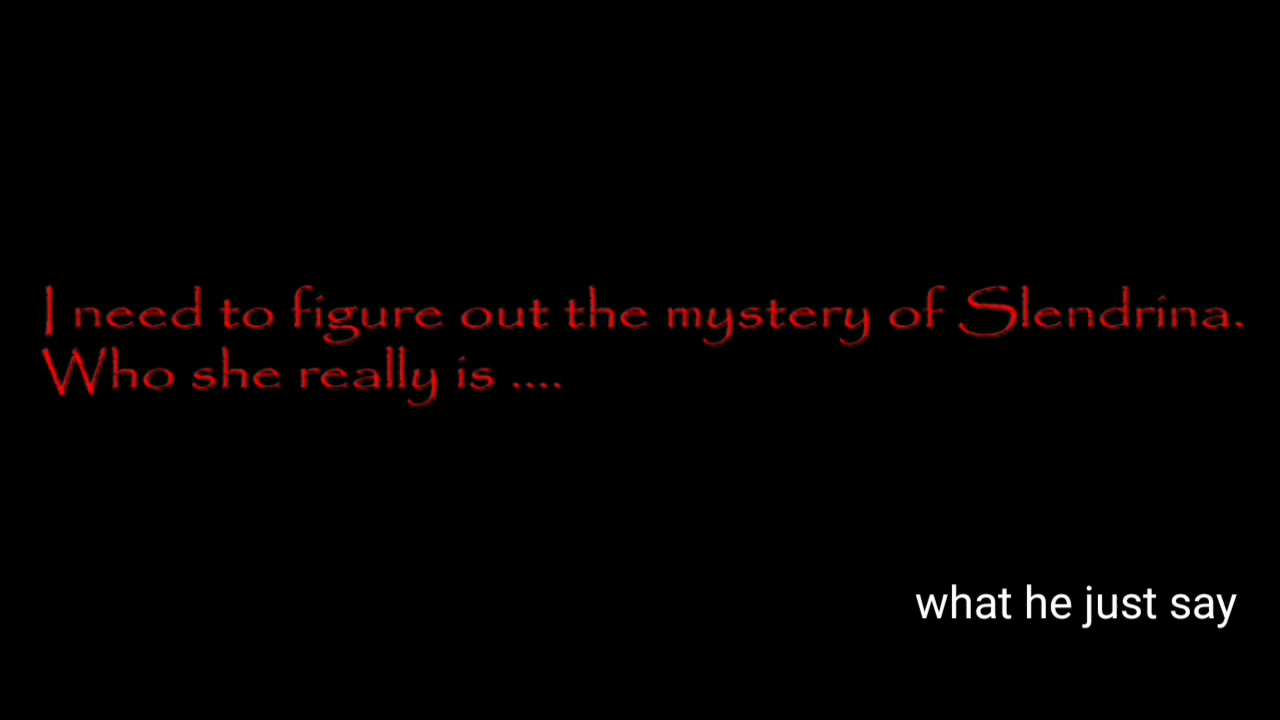 I need to figure out the mystery of Slendrina.
Who she really is ....
what he just say